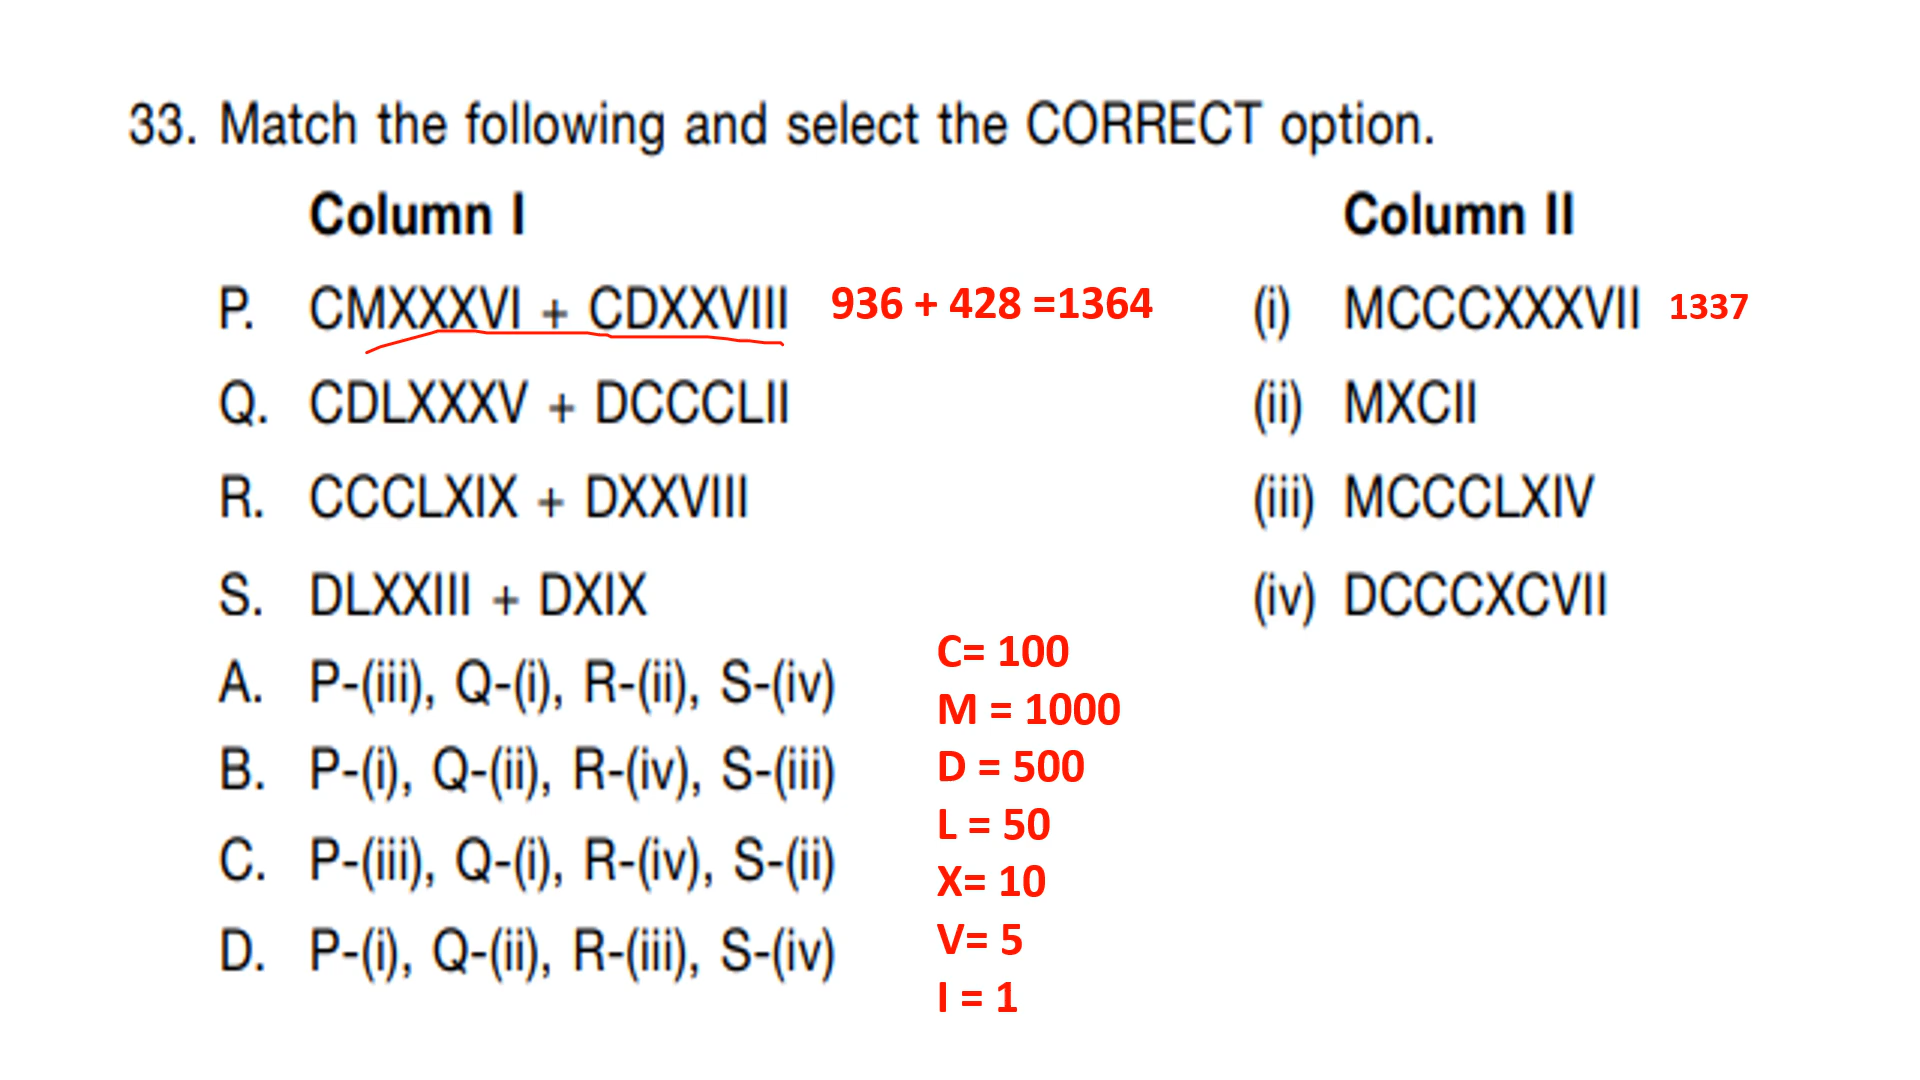 33. Match the following and select the CORRECT option.
Column I Column II
P. CMXXXVI + CDXXVIII 936 + 428 =1364 (i) MCCCXXXVII 1337
Q. CDLXXXV + DCCCLII (ii) MXCII
R. CCCLXIX + DXXVIII (iii) MCCCLXIV
S. DLXXIII + DXIX (iv) DCCCXCVII
A. P-(iii), Q-(i), R-(ii), S-(iv)
B. P-(i), Q-(ii), R-(iv), S-(iii)
C. P-(iii), Q-(i), R-(iv), S-(ii)
D. P-(i), Q-(ii), R-(iii), S-(iv)
C= 100
M = 1000
D = 500
L = 50
X= 10
V= 5
I = 1